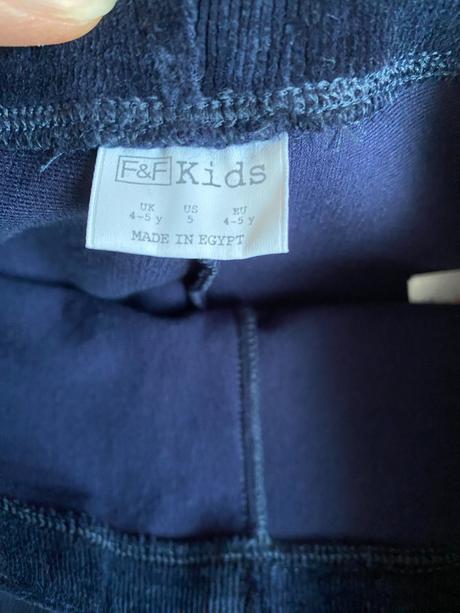 F&F Kids
UK US EU
4-5 y 5 4-5 y
MADE IN EGYPT